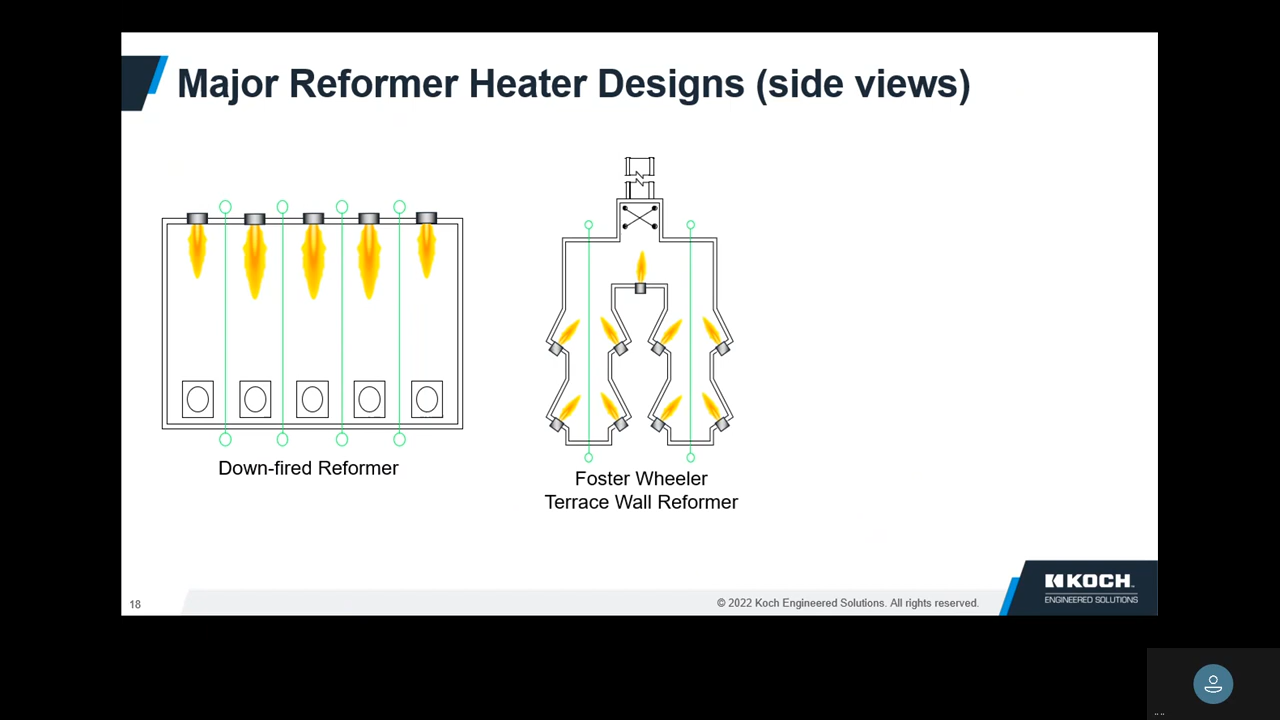 Major Reformer Heater Designs (side views)
Down-fired Reformer
Foster Wheeler
Terrace Wall Reformer
18
© 2022 Koch Engineered Solutions. All rights reserved.
KOCH
ENGINEERED SOLUTIONS